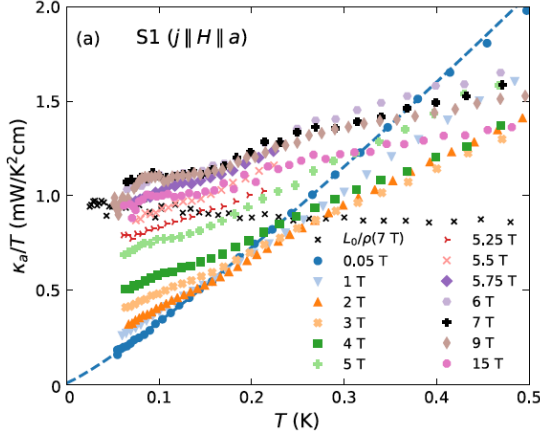 (a) S1 (j ∥ H ∥ a)
κa/T (mW/K²cm)
2.0
1.5
1.0
0.5
0
L0/ρ(7 T)
0.05 T
1 T
2 T
3 T
4 T
5 T
5.25 T
5.5 T
5.75 T
6 T
7 T
9 T
15 T
0 0.1 0.2 0.3 0.4 0.5
T (K)